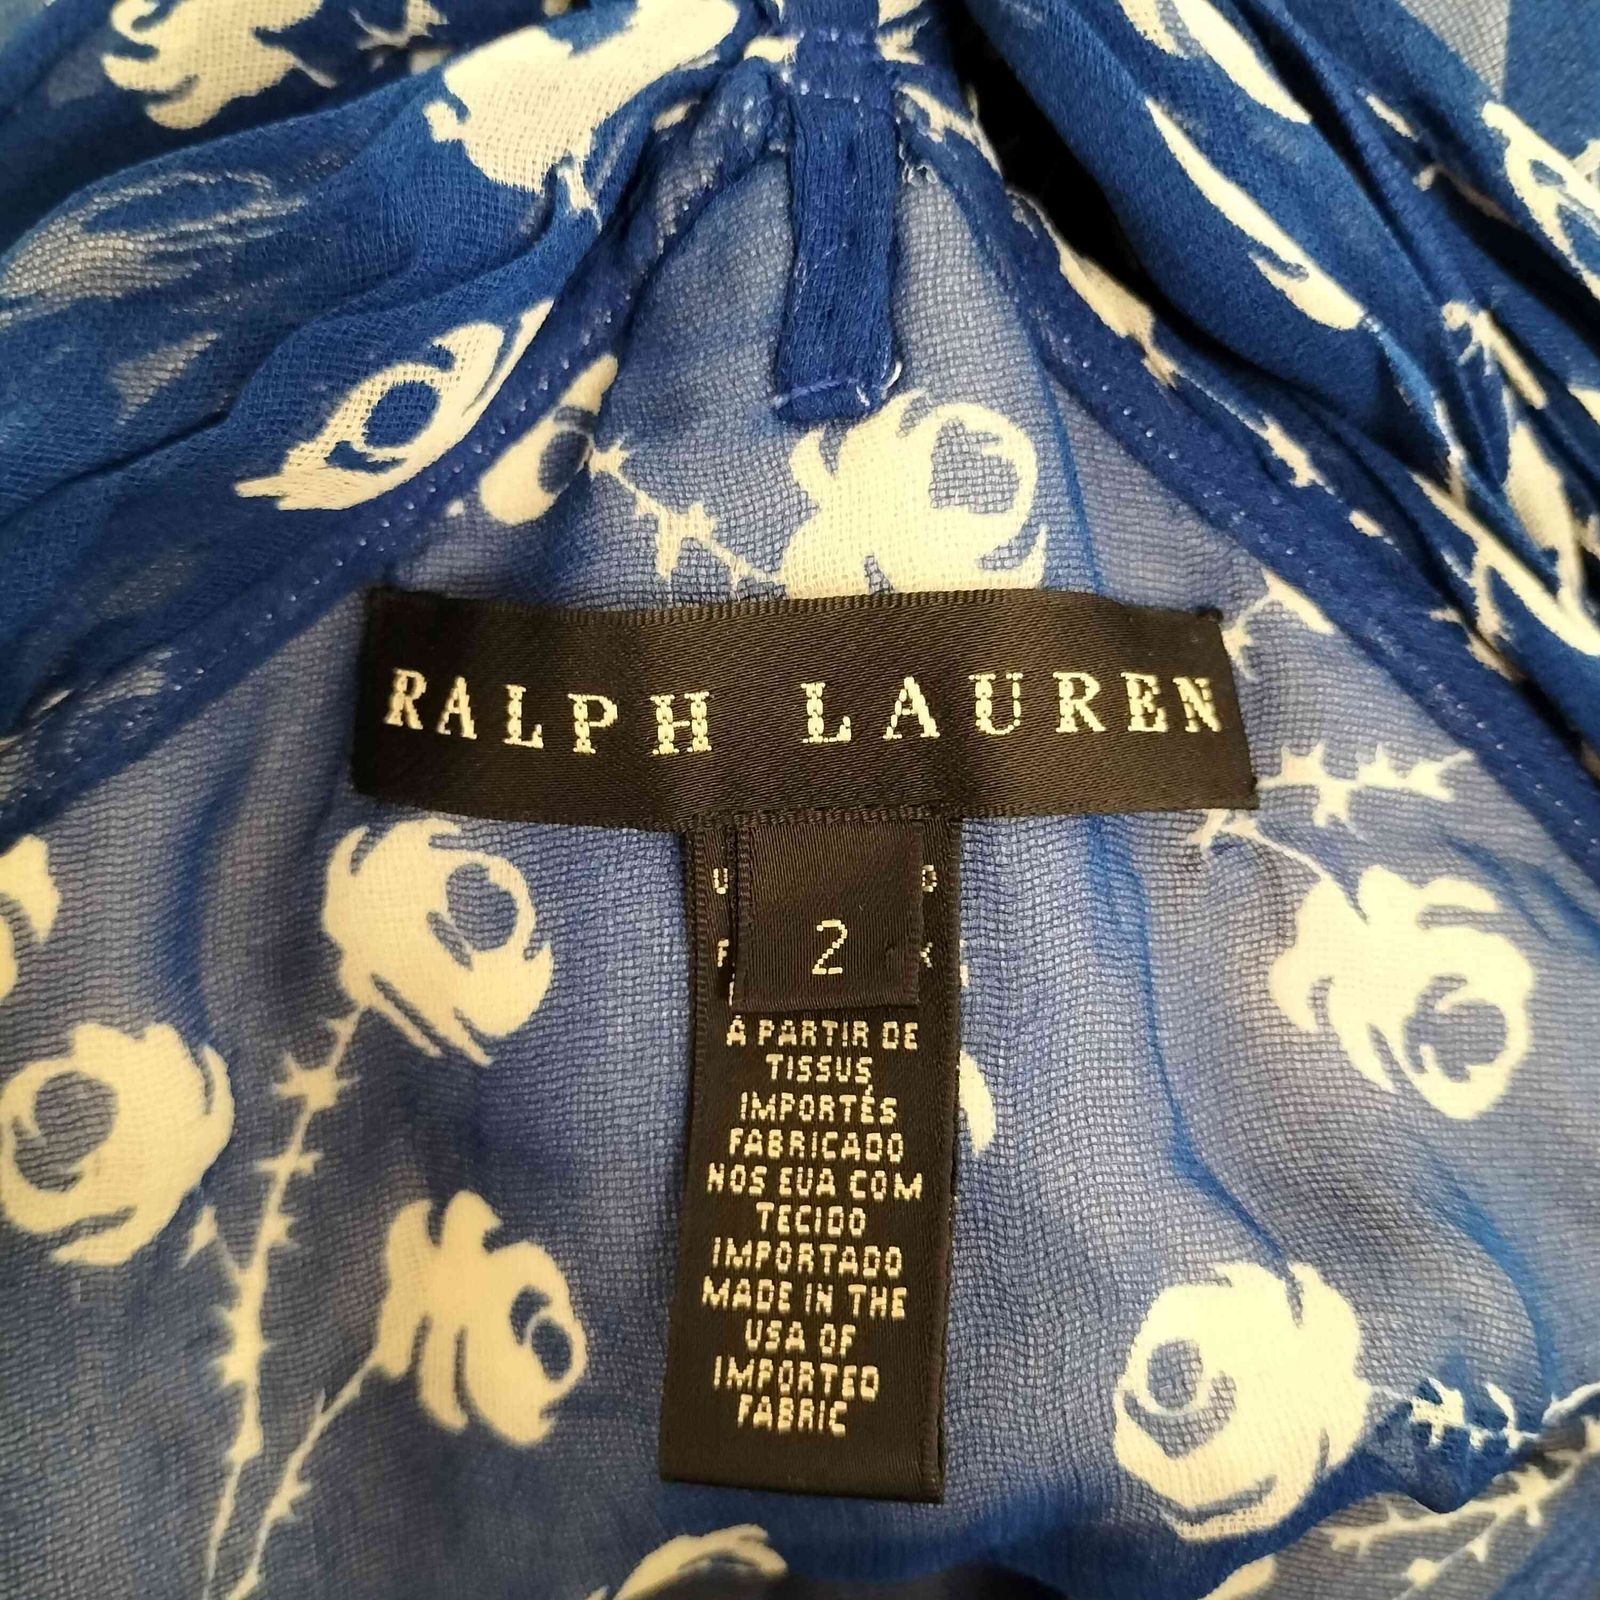 RALPH LAUREN
2
À PARTIR DE
TISSUS
IMPORTÉS
FABRICADO
NOS EUA COM
TECIDO
IMPORTADO
MADE IN THE
USA OF
IMPORTED
FABRIC